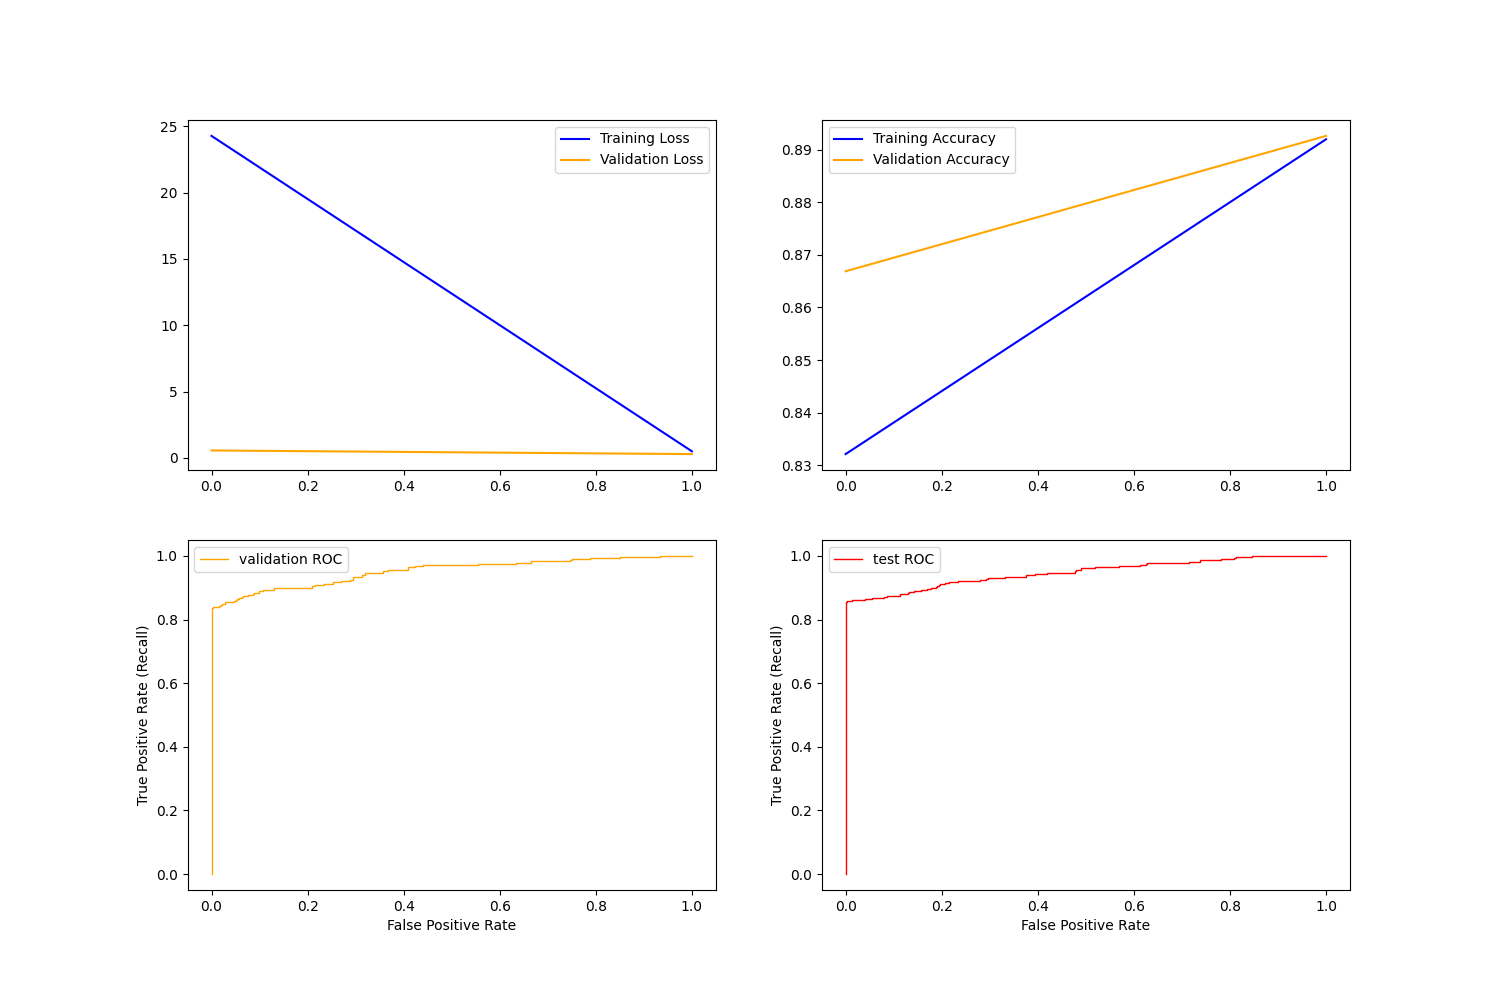 25
20
15
10
5
0
0.0 0.2 0.4 0.6 0.8 1.0
Training Loss
Validation Loss
0.89
0.88
0.87
0.86
0.85
0.84
0.83
0.0 0.2 0.4 0.6 0.8 1.0
Training Accuracy
Validation Accuracy
True Positive Rate (Recall)
1.0
0.8
0.6
0.4
0.2
0.0
0.0 0.2 0.4 0.6 0.8 1.0
False Positive Rate
validation ROC
True Positive Rate (Recall)
1.0
0.8
0.6
0.4
0.2
0.0
0.0 0.2 0.4 0.6 0.8 1.0
False Positive Rate
test ROC